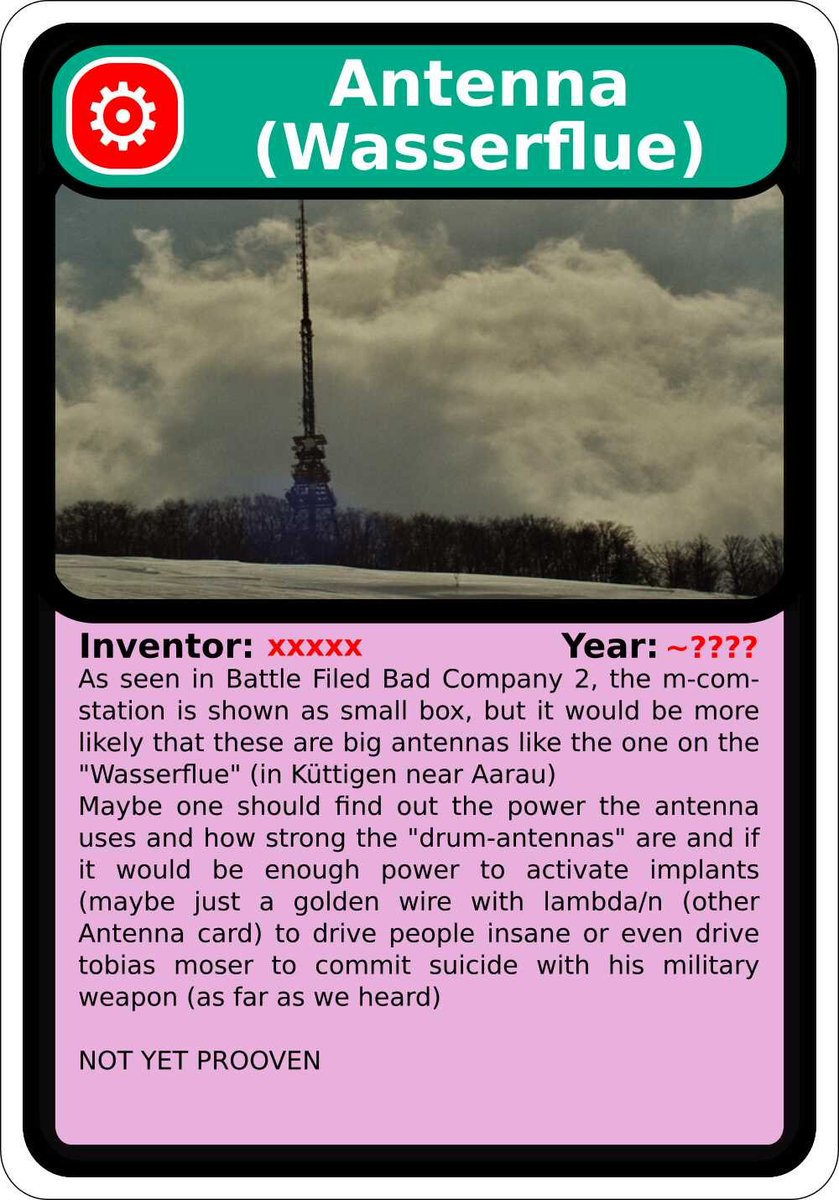 Antenna
(Wasserflue)
Inventor: xxxxx Year: ~????
As seen in Battle Filed Bad Company 2, the m-com-
station is shown as small box, but it would be more
likely that these are big antennas like the one on the
"Wasserflue" (in Küttigen near Aarau)
Maybe one should find out the power the antenna
uses and how strong the "drum-antennas" are and if
it would be enough power to activate implants
(maybe just a golden wire with lambda/n (other
Antenna card) to drive people insane or even drive
tobias moser to commit suicide with his military
weapon (as far as we heard)
NOT YET PROOVEN